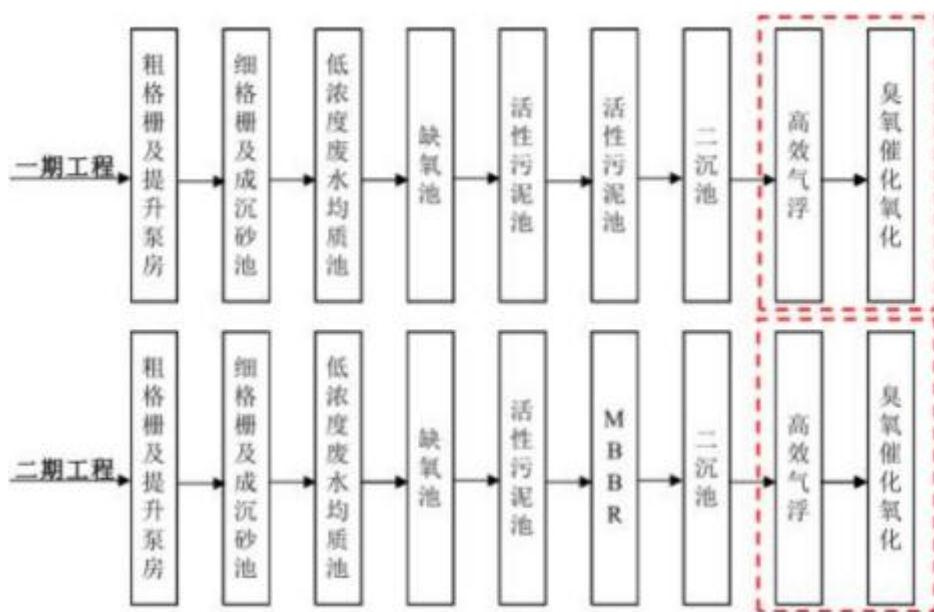 一期工程
粗格栅及提升泵房
细格栅及成沉砂池
低浓度废水均质池
缺氧池
活性污泥池
活性污泥池
二沉池
高效气浮
臭氧催化氧化
二期工程
粗格栅及提升泵房
细格栅及成沉砂池
低浓度废水均质池
缺氧池
活性污泥池
MBBR
二沉池
高效气浮
臭氧催化氧化